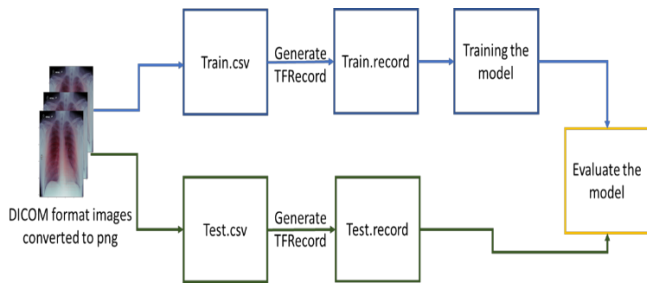 Train.csv
Generate
TFRecord
Train.record
Training the
model
Evaluate the
model
DICOM format images
converted to png
Test.csv
Generate
TFRecord
Test.record